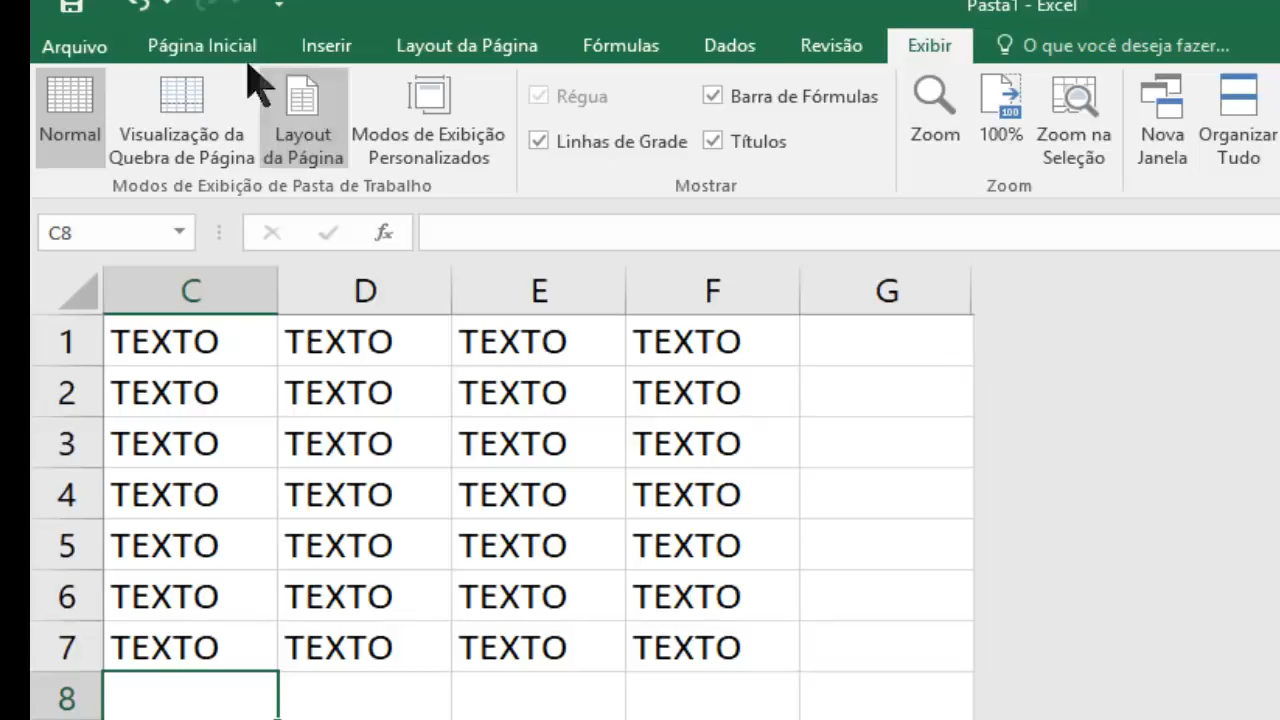 Pasta1 - Excel
Arquivo Página Inicial Inserir Layout da Página Fórmulas Dados Revisão Exibir O que você deseja fazer...
Normal
Visualização da
Quebra de Página
Layout
da Página
Modos de Exibição
Personalizados
Modos de Exibição de Pasta de Trabalho
Régua
Barra de Fórmulas
Linhas de Grade
Títulos
Mostrar
Zoom
100
100%
Zoom na
Seleção
Zoom
Nova
Janela
Organizar
Tudo
C8 fx
C D E F G
1 TEXTO TEXTO TEXTO TEXTO
2 TEXTO TEXTO TEXTO TEXTO
3 TEXTO TEXTO TEXTO TEXTO
4 TEXTO TEXTO TEXTO TEXTO
5 TEXTO TEXTO TEXTO TEXTO
6 TEXTO TEXTO TEXTO TEXTO
7 TEXTO TEXTO TEXTO TEXTO
8